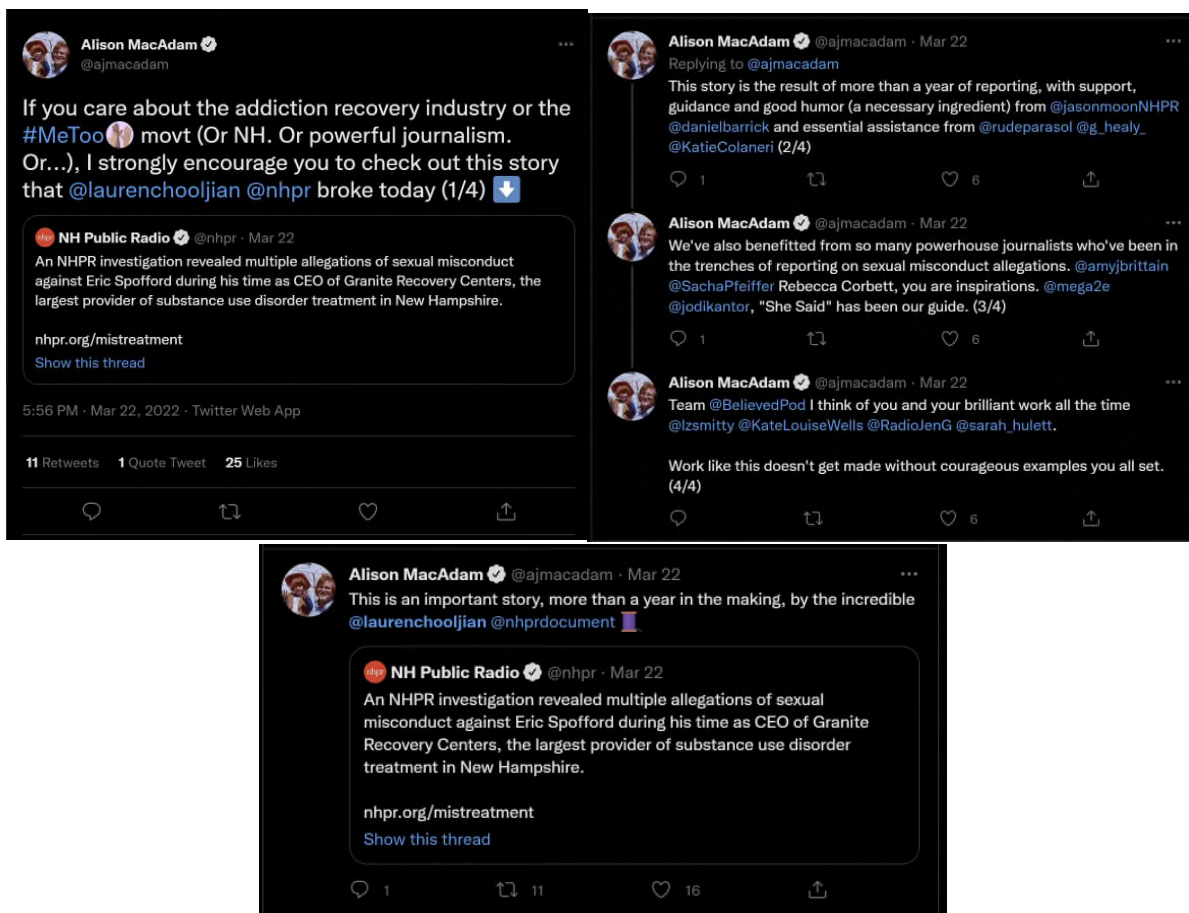 Alison MacAdam
@ajmacadam
If you care about the addiction recovery industry or the
#MeToo movt (Or NH. Or powerful journalism.
Or...), I strongly encourage you to check out this story
that @laurenchooljian @nhpr broke today (1/4) ⬇️
nhpr NH Public Radio @nhpr · Mar 22
An NHPR investigation revealed multiple allegations of sexual misconduct
against Eric Spofford during his time as CEO of Granite Recovery Centers, the
largest provider of substance use disorder treatment in New Hampshire.
nhpr.org/mistreatment
Show this thread
5:56 PM · Mar 22, 2022 · Twitter Web App
11 Retweets 1 Quote Tweet 25 Likes
Alison MacAdam @ajmacadam · Mar 22
Replying to @ajmacadam
This story is the result of more than a year of reporting, with support,
guidance and good humor (a necessary ingredient) from @jasonmoonNHPR
@danielbarrick and essential assistance from @rudeparasol @g_healy_
@KatieColaneri (2/4)
1 6
Alison MacAdam @ajmacadam · Mar 22
We've also benefitted from so many powerhouse journalists who've been in
the trenches of reporting on sexual misconduct allegations. @amyjbrittain
@SachaPfeiffer Rebecca Corbett, you are inspirations. @mega2e
@jodikantor, "She Said" has been our guide. (3/4)
1 6
Alison MacAdam @ajmacadam · Mar 22
Team @BelievedPod I think of you and your brilliant work all the time
@lzsmitty @KateLouiseWells @RadioJenG @sarah_hulett.
Work like this doesn't get made without courageous examples you all set.
(4/4)
6
Alison MacAdam @ajmacadam · Mar 22
This is an important story, more than a year in the making, by the incredible
@laurenchooljian @nhprdocument 🧵
nhpr NH Public Radio @nhpr · Mar 22
An NHPR investigation revealed multiple allegations of sexual
misconduct against Eric Spofford during his time as CEO of Granite
Recovery Centers, the largest provider of substance use disorder
treatment in New Hampshire.
nhpr.org/mistreatment
Show this thread
1 11 16